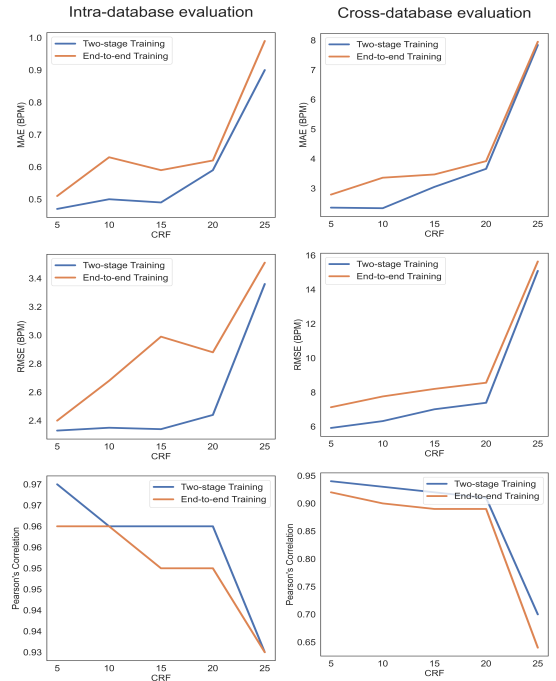 Intra-database evaluation
Cross-database evaluation
1.0
0.9
0.8
0.7
0.6
0.5
MAE (BPM)
Two-stage Training
End-to-end Training
5 10 15 20 25
CRF
8
7
6
5
4
3
MAE (BPM)
Two-stage Training
End-to-end Training
5 10 15 20 25
CRF
3.4
3.2
3.0
2.8
2.6
2.4
RMSE (BPM)
Two-stage Training
End-to-end Training
5 10 15 20 25
CRF
16
14
12
10
8
6
RMSE (BPM)
Two-stage Training
End-to-end Training
5 10 15 20 25
CRF
0.97
0.97
0.96
0.96
0.95
0.95
0.94
0.94
0.93
Pearson's Correlation
Two-stage Training
End-to-end Training
5 10 15 20 25
CRF
0.95
0.90
0.85
0.80
0.75
0.70
0.65
Pearson's Correlation
Two-stage Training
End-to-end Training
5 10 15 20 25
CRF